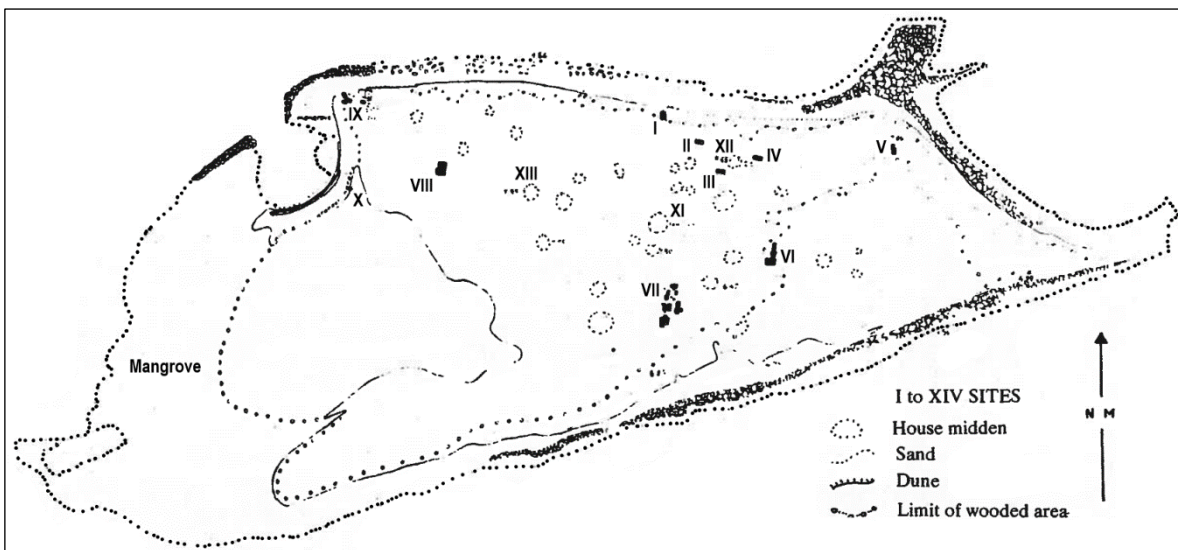 IX
I
II
XII
IV
V
III
VIII
XIII
X
XI
VI
VII
Mangrove
I to XIV SITES
House midden
Sand
Dune
Limit of wooded area
N M